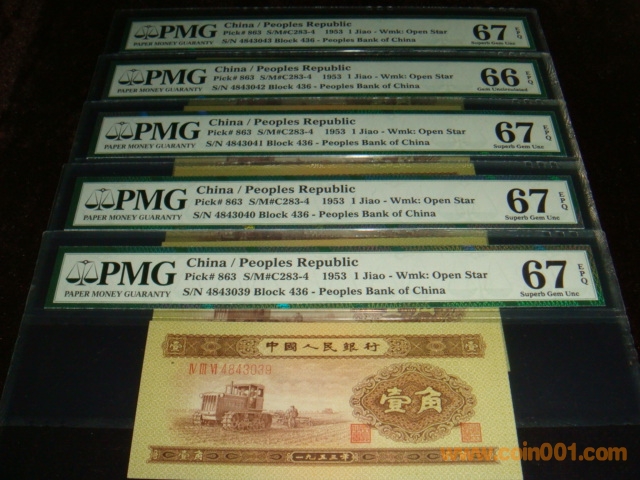 PMG
PAPER MONEY GUARANTY
China / Peoples Republic
Pick# 863 S/M#C283-4 1953 1 Jiao - Wmk: Open Star
S/N 4843043 Block 436 - Peoples Bank of China
67 EPQ
Superb Gem Unc
PMG
PAPER MONEY GUARANTY
China / Peoples Republic
Pick# 863 S/M#C283-4 1953 1 Jiao - Wmk: Open Star
S/N 4843042 Block 436 - Peoples Bank of China
66 EPQ
Gem Uncirculated
PMG
PAPER MONEY GUARANTY
China / Peoples Republic
Pick# 863 S/M#C283-4 1953 1 Jiao - Wmk: Open Star
S/N 4843041 Block 436 - Peoples Bank of China
67 EPQ
Superb Gem Unc
PMG
PAPER MONEY GUARANTY
China / Peoples Republic
Pick# 863 S/M#C283-4 1953 1 Jiao - Wmk: Open Star
S/N 4843040 Block 436 - Peoples Bank of China
67 EPQ
Superb Gem Unc
PMG
PAPER MONEY GUARANTY
China / Peoples Republic
Pick# 863 S/M#C283-4 1953 1 Jiao - Wmk: Open Star
S/N 4843039 Block 436 - Peoples Bank of China
67 EPQ
Superb Gem Unc
壹 中國人民銀行 壹
IV III VI 4843039
壹角
壹角 一九五三年 壹角
www.coin001.com